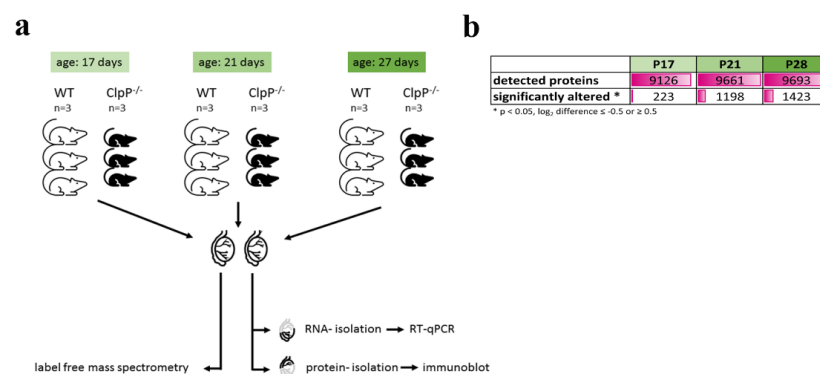 a
age: 17 days
age: 21 days
age: 27 days
WT ClpP-/-
n=3 n=3
WT ClpP-/-
n=3 n=3
WT ClpP-/-
n=3 n=3
RNA- isolation RT-qPCR
label free mass spectrometry
protein- isolation immunoblot
b
P17 P21 P28
detected proteins 9126 9661 9693
significantly altered * 223 1198 1423
* p < 0.05, log₂ difference ≤ -0.5 or ≥ 0.5